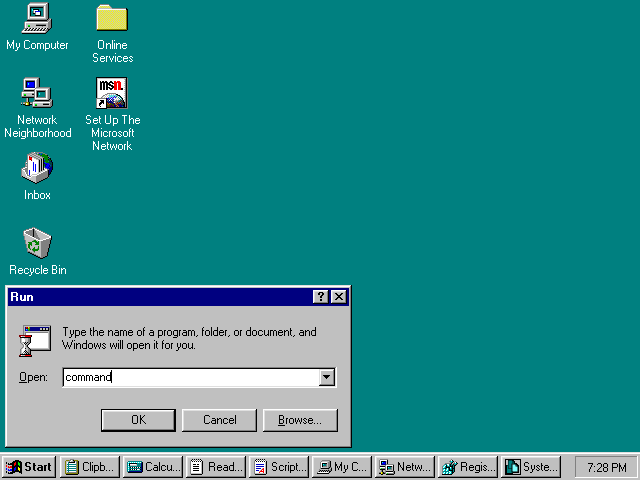 My Computer
Online
Services
msn.
Network
Neighborhood
Set Up The
Microsoft
Network
Inbox
Recycle Bin
Run
Type the name of a program, folder, or document, and
Windows will open it for you.
Open: command
OK Cancel Browse...
Start Clipb... Calcu... Read... Script... My C... Netw... Regis... Syste... 7:28 PM